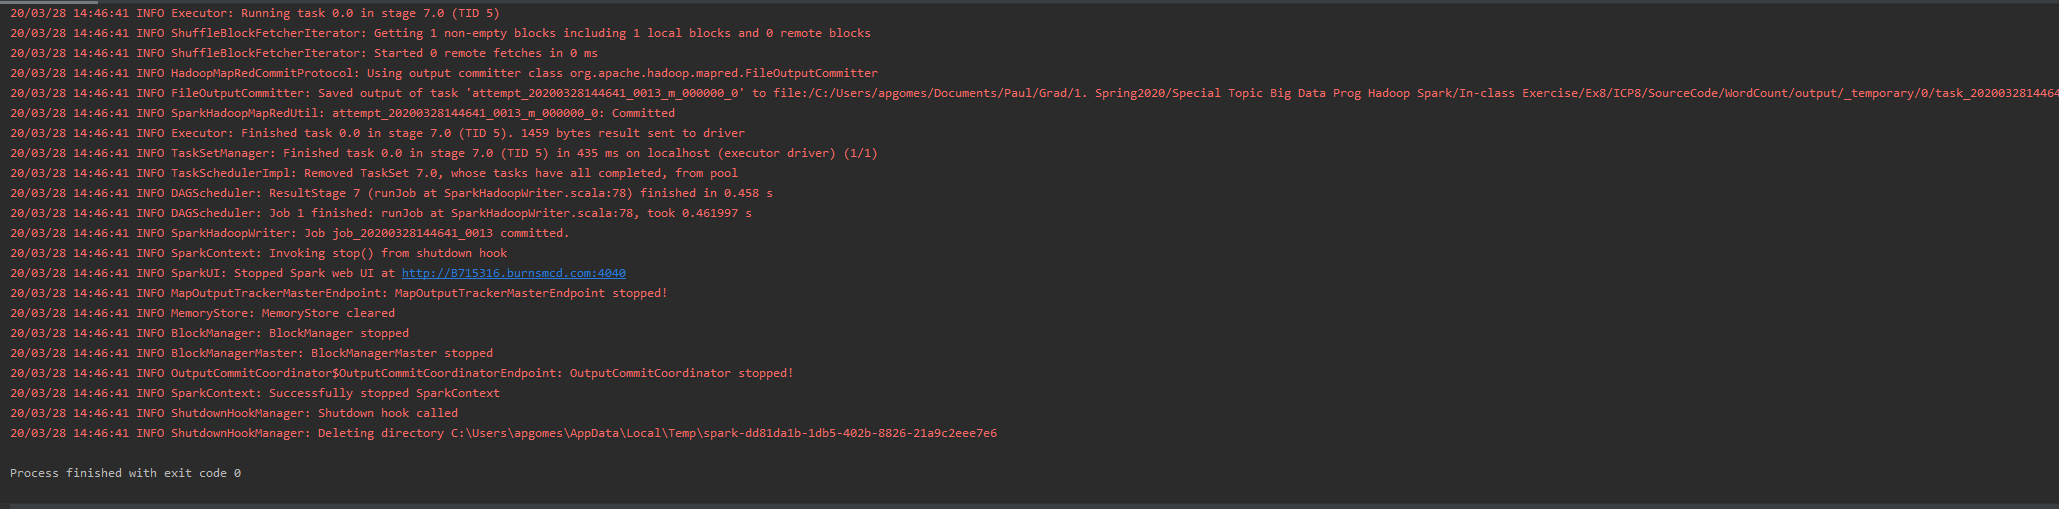 20/03/28 14:46:41 INFO Executor: Running task 0.0 in stage 7.0 (TID 5)
20/03/28 14:46:41 INFO ShuffleBlockFetcherIterator: Getting 1 non-empty blocks including 1 local blocks and 0 remote blocks
20/03/28 14:46:41 INFO ShuffleBlockFetcherIterator: Started 0 remote fetches in 0 ms
20/03/28 14:46:41 INFO HadoopMapRedCommitProtocol: Using output committer class org.apache.hadoop.mapred.FileOutputCommitter
20/03/28 14:46:41 INFO FileOutputCommitter: Saved output of task 'attempt_20200328144641_0013_m_000000_0' to file:/C:/Users/apgomes/Documents/Paul/Grad/1. Spring2020/Special Topic Big Data Prog Hadoop Spark/In-class Exercise/Ex8/ICP8/SourceCode/WordCount/output/_temporary/0/task_2020032814464
20/03/28 14:46:41 INFO SparkHadoopMapRedUtil: attempt_20200328144641_0013_m_000000_0: Committed
20/03/28 14:46:41 INFO Executor: Finished task 0.0 in stage 7.0 (TID 5). 1459 bytes result sent to driver
20/03/28 14:46:41 INFO TaskSetManager: Finished task 0.0 in stage 7.0 (TID 5) in 435 ms on localhost (executor driver) (1/1)
20/03/28 14:46:41 INFO TaskSchedulerImpl: Removed TaskSet 7.0, whose tasks have all completed, from pool
20/03/28 14:46:41 INFO DAGScheduler: ResultStage 7 (runJob at SparkHadoopWriter.scala:78) finished in 0.458 s
20/03/28 14:46:41 INFO DAGScheduler: Job 1 finished: runJob at SparkHadoopWriter.scala:78, took 0.461997 s
20/03/28 14:46:41 INFO SparkHadoopWriter: Job job_20200328144641_0013 committed.
20/03/28 14:46:41 INFO SparkContext: Invoking stop() from shutdown hook
20/03/28 14:46:41 INFO SparkUI: Stopped Spark web UI at http://B715316.burnsmcd.com:4040
20/03/28 14:46:41 INFO MapOutputTrackerMasterEndpoint: MapOutputTrackerMasterEndpoint stopped!
20/03/28 14:46:41 INFO MemoryStore: MemoryStore cleared
20/03/28 14:46:41 INFO BlockManager: BlockManager stopped
20/03/28 14:46:41 INFO BlockManagerMaster: BlockManagerMaster stopped
20/03/28 14:46:41 INFO OutputCommitCoordinator$OutputCommitCoordinatorEndpoint: OutputCommitCoordinator stopped!
20/03/28 14:46:41 INFO SparkContext: Successfully stopped SparkContext
20/03/28 14:46:41 INFO ShutdownHookManager: Shutdown hook called
20/03/28 14:46:41 INFO ShutdownHookManager: Deleting directory C:\Users\apgomes\AppData\Local\Temp\spark-dd81da1b-1db5-402b-8826-21a9c2eee7e6
Process finished with exit code 0